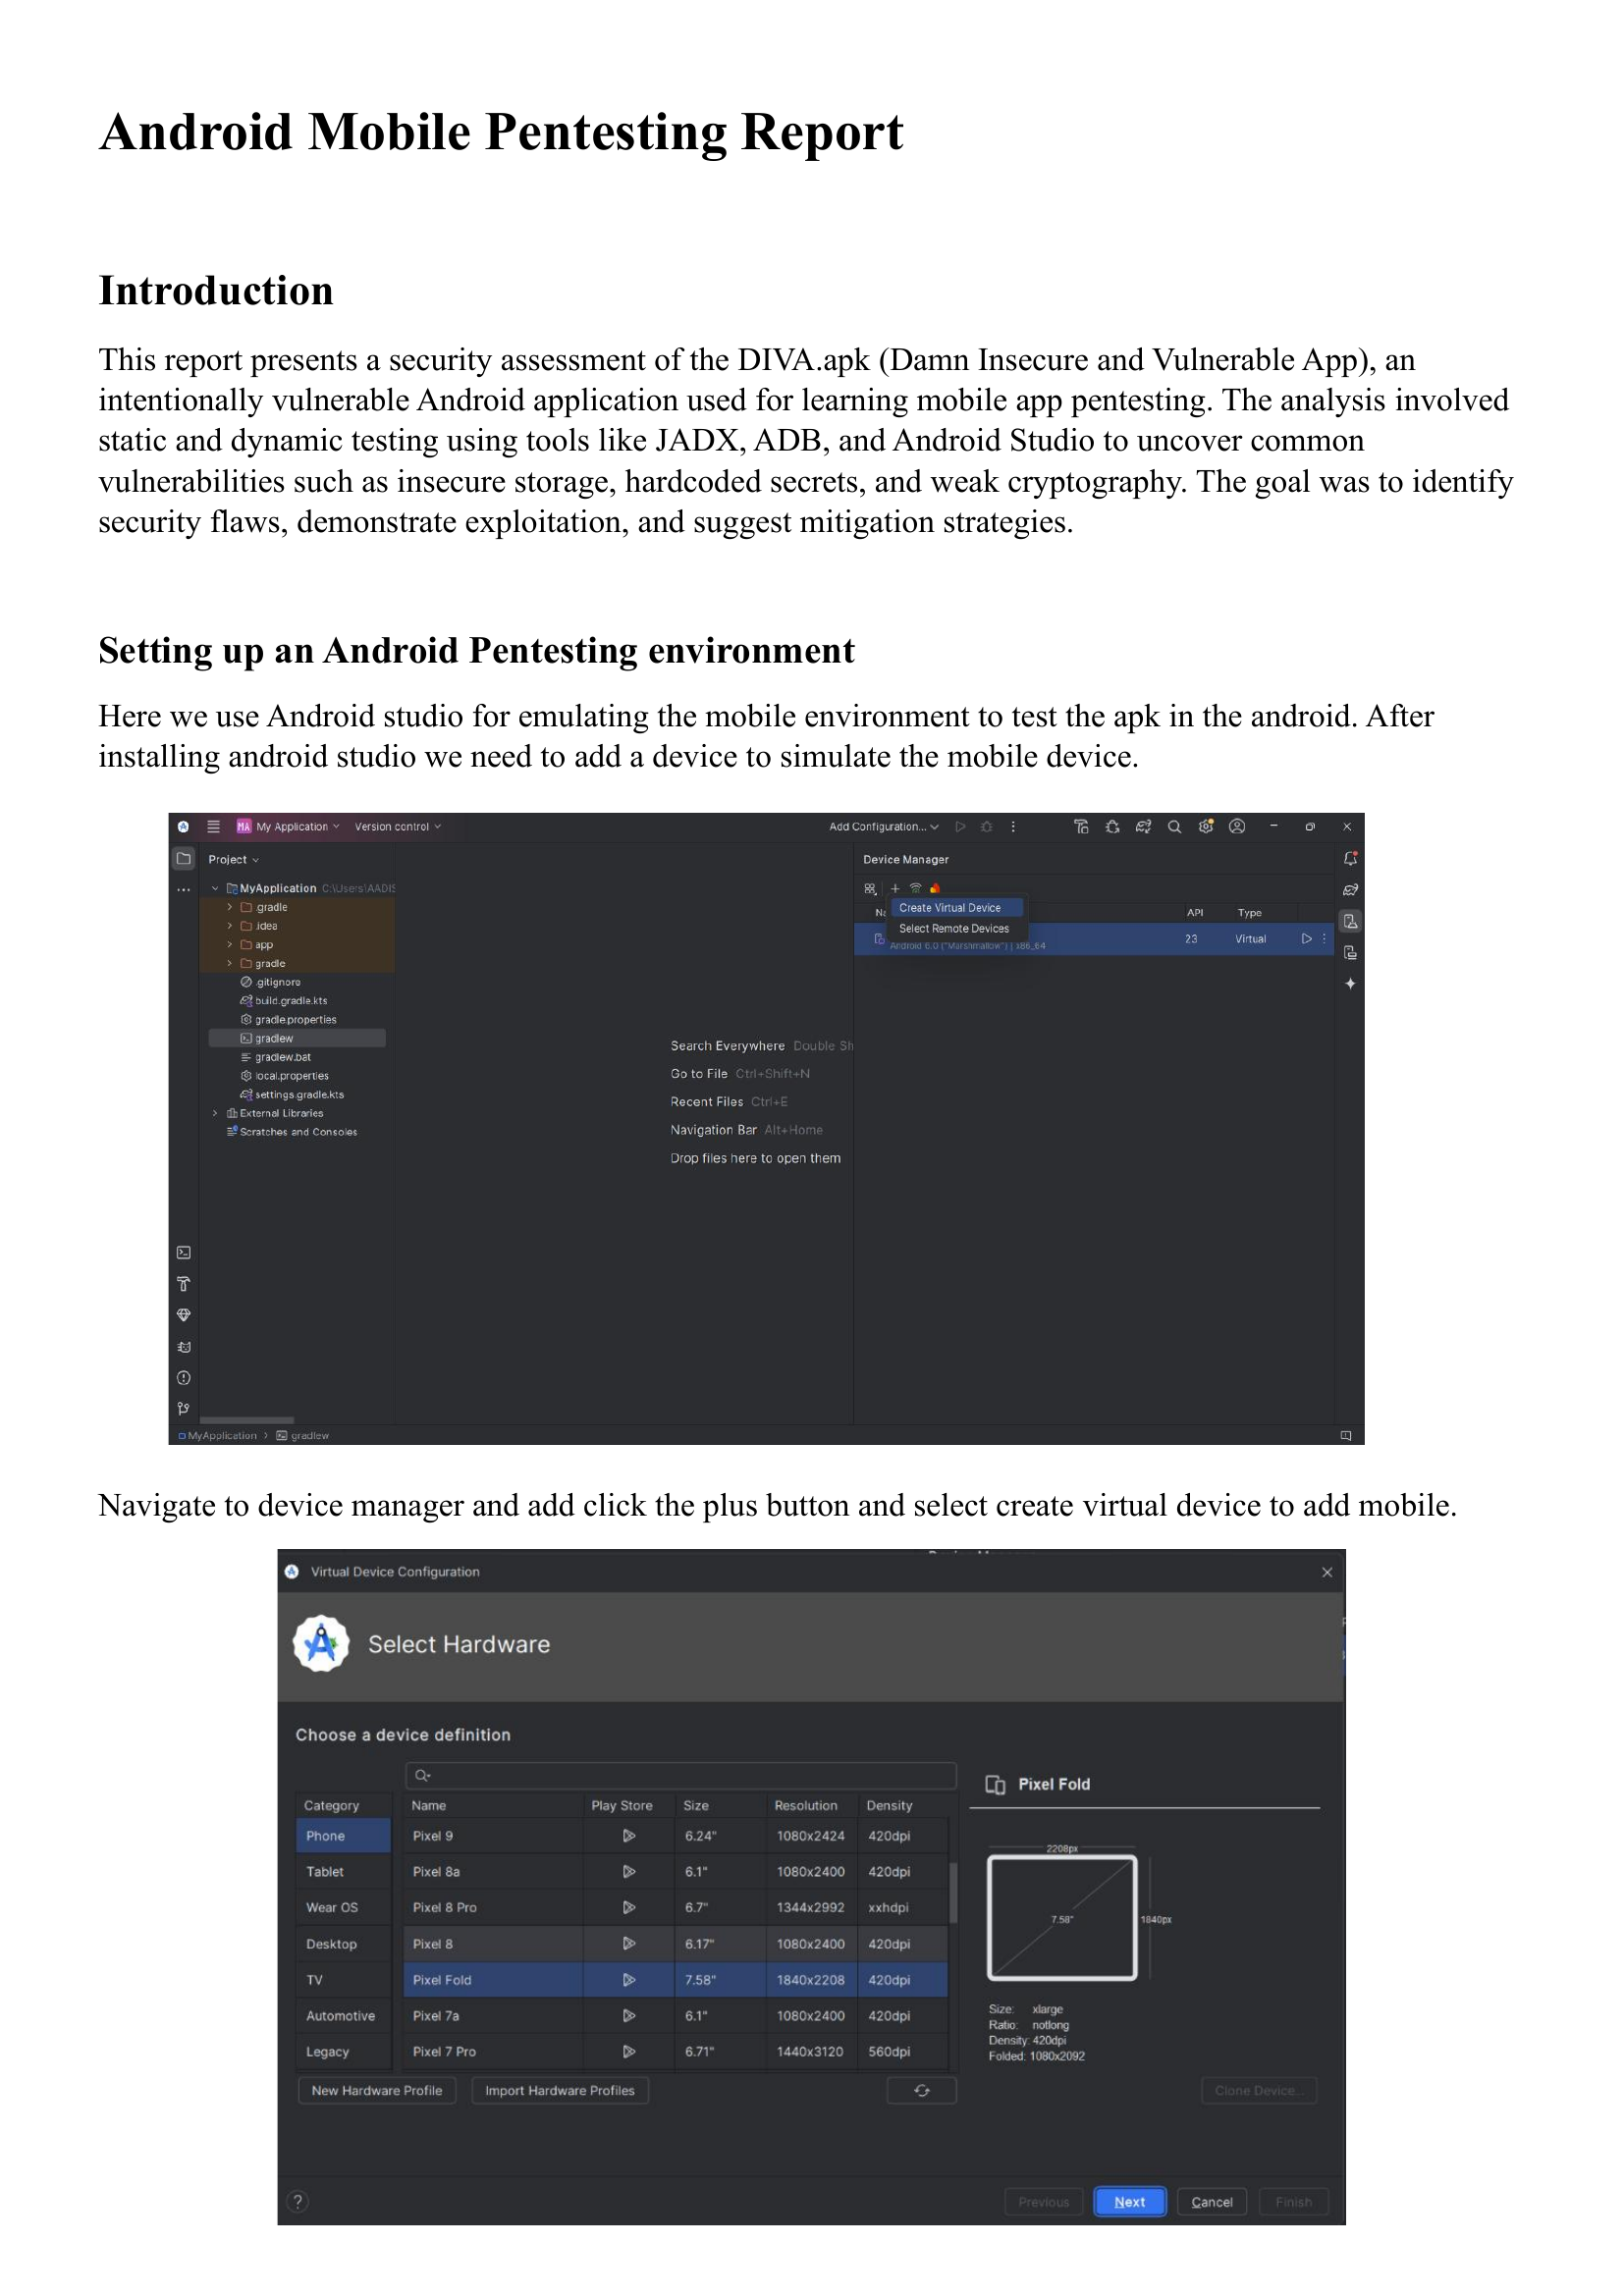 Android Mobile Pentesting Report
Introduction
This report presents a security assessment of the DIVA.apk (Damn Insecure and Vulnerable App), an
intentionally vulnerable Android application used for learning mobile app pentesting. The analysis involved
static and dynamic testing using tools like JADX, ADB, and Android Studio to uncover common
vulnerabilities such as insecure storage, hardcoded secrets, and weak cryptography. The goal was to identify
security flaws, demonstrate exploitation, and suggest mitigation strategies.
Setting up an Android Pentesting environment
Here we use Android studio for emulating the mobile environment to test the apk in the android. After
installing android studio we need to add a device to simulate the mobile device.
MA My Application Version control Add Configuration...
Project
MyApplication C:\Users\AADIS
.gradle
.idea
app
gradle
.gitignore
build.gradle.kts
gradle.properties
gradlew
gradlew.bat
local.properties
settings.gradle.kts
External Libraries
Scratches and Consoles
Search Everywhere Double Sh
Go to File Ctrl+Shift+N
Recent Files Ctrl+E
Navigation Bar Alt+Home
Drop files here to open them
Device Manager
Create Virtual Device
Select Remote Devices
Na API Type
Android 6.0 ("Marshmallow") | x86_64 23 Virtual
MyApplication > gradlew
Navigate to device manager and add click the plus button and select create virtual device to add mobile.
Virtual Device Configuration
Select Hardware
Choose a device definition
Category Name Play Store Size Resolution Density
Phone Pixel 9 6.24" 1080x2424 420dpi
Tablet Pixel 8a 6.1" 1080x2400 420dpi
Wear OS Pixel 8 Pro 6.7" 1344x2992 xxhdpi
Desktop Pixel 8 6.17" 1080x2400 420dpi
TV Pixel Fold 7.58" 1840x2208 420dpi
Automotive Pixel 7a 6.1" 1080x2400 420dpi
Legacy Pixel 7 Pro 6.71" 1440x3120 560dpi
New Hardware Profile Import Hardware Profiles
Pixel Fold
2208px
7.58"
1840px
Size: xlarge
Ratio: notlong
Density: 420dpi
Folded: 1080x2092
Clone Device...
? Previous Next Cancel Finish